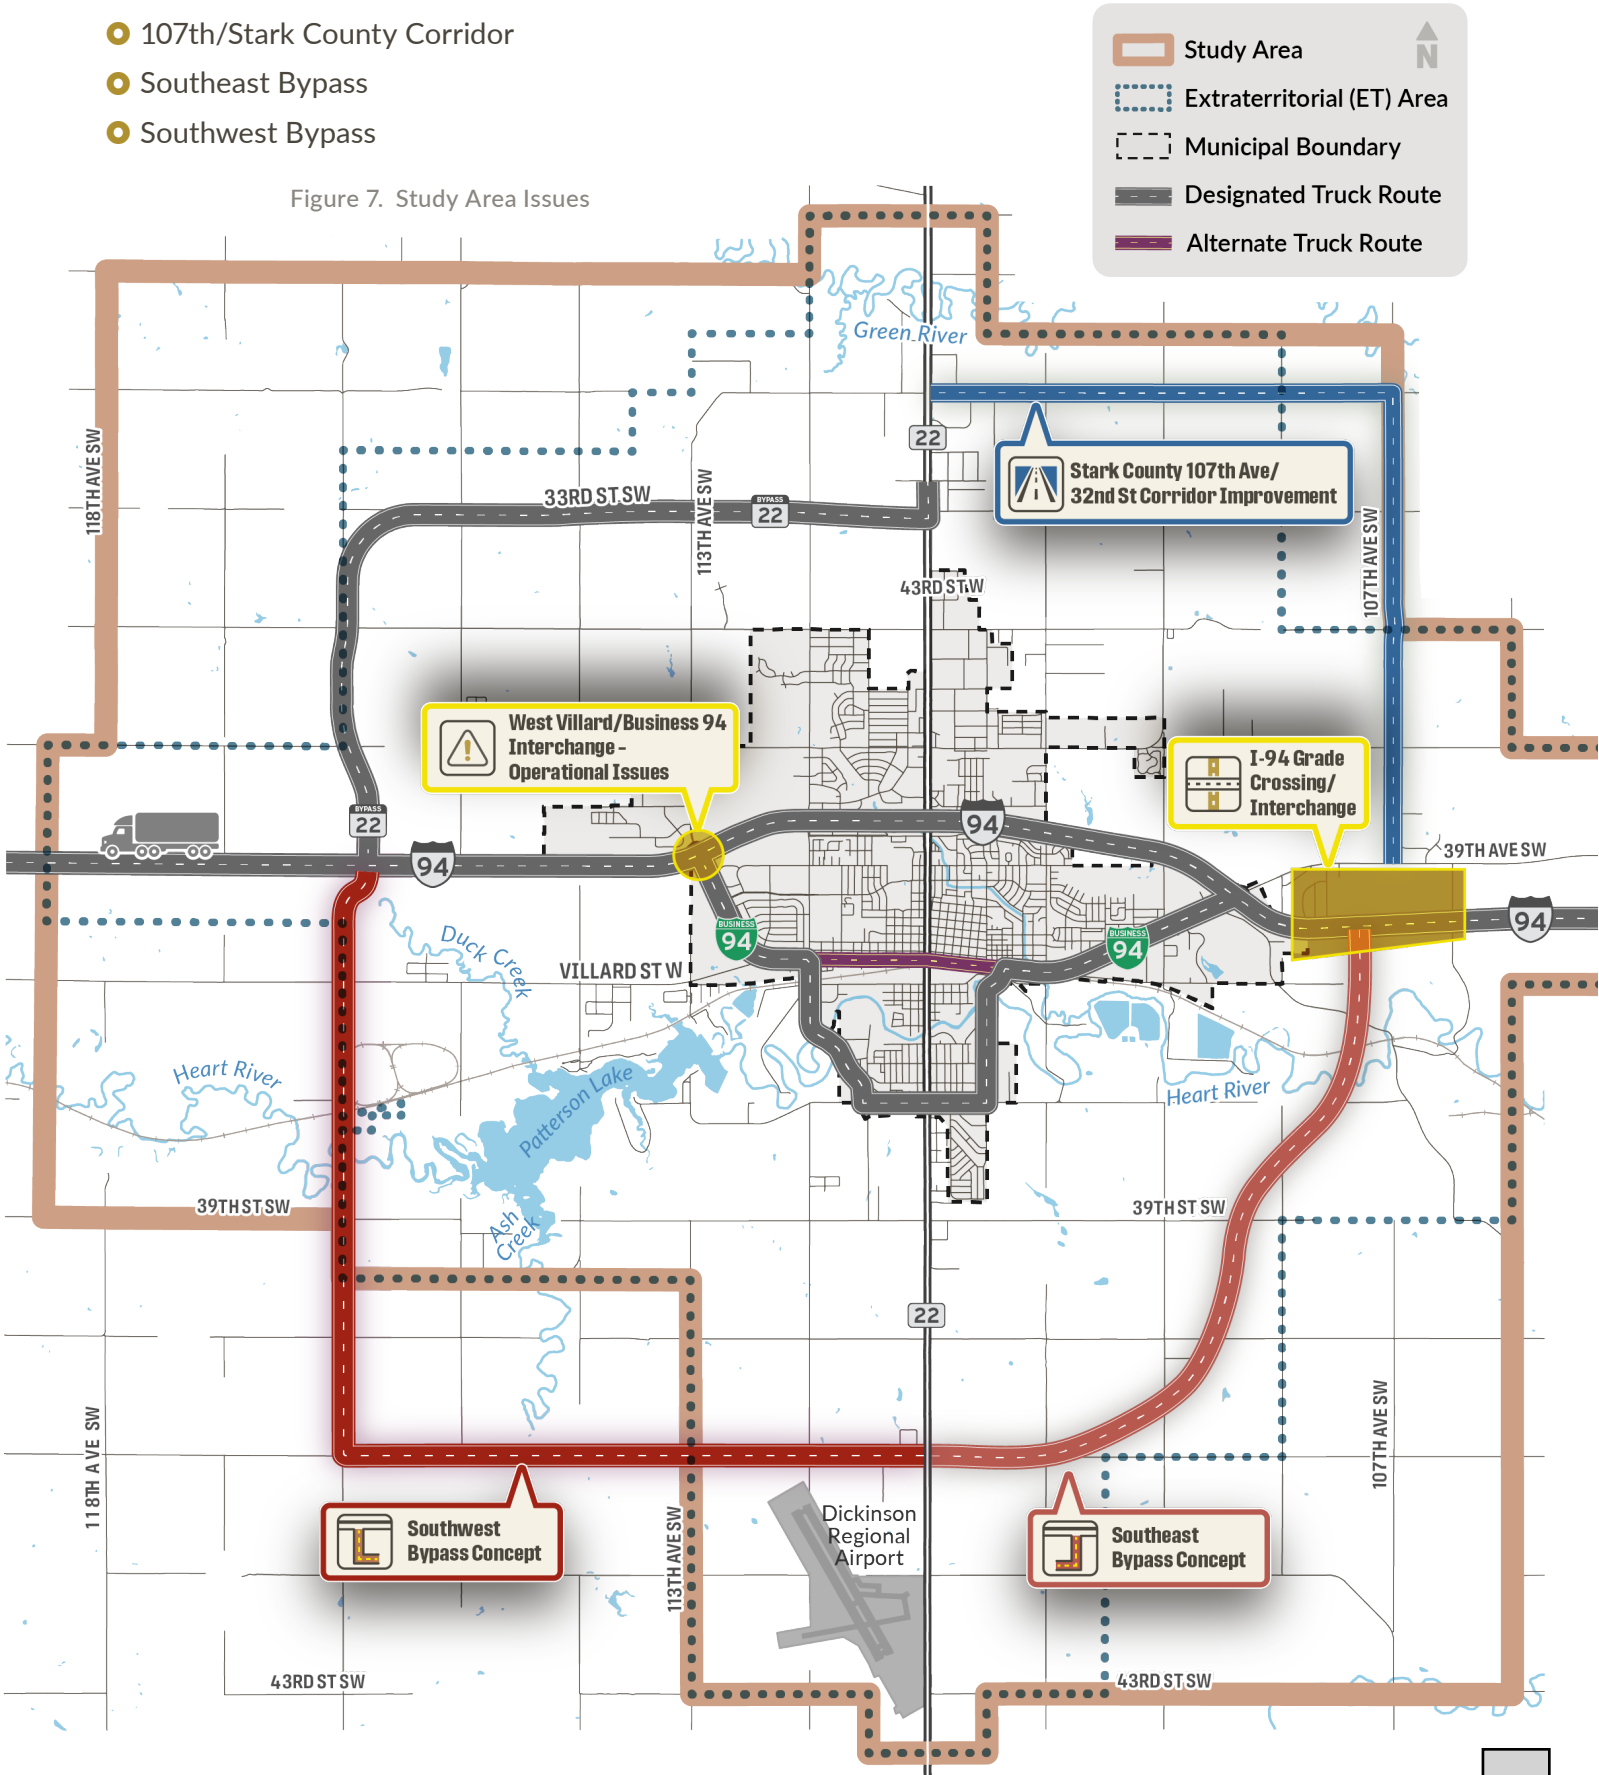 107th/Stark County Corridor
Southeast Bypass
Southwest Bypass
Figure 7.  Study Area Issues
Study Area
N
Extraterritorial (ET) Area
Municipal Boundary
Designated Truck Route
Alternate Truck Route
Green River
22
Stark County 107th Ave/
32nd St Corridor Improvement
118TH AVE SW
33RD ST SW
BYPASS
22
113TH AVE SW
107TH AVE SW
43RD ST W
West Villard/Business 94
Interchange -
Operational Issues
I-94 Grade
Crossing/
Interchange
BYPASS
22
94
94
39TH AVE SW
94
BUSINESS
94
BUSINESS
94
Duck Creek
VILLARD ST W
Heart River
Patterson Lake
Heart River
39TH ST SW
39TH ST SW
Ash
Creek
22
118TH AVE SW
107TH AVE SW
113TH AVE SW
Southwest
Bypass Concept
Dickinson
Regional
Airport
Southeast
Bypass Concept
43RD ST SW
43RD ST SW